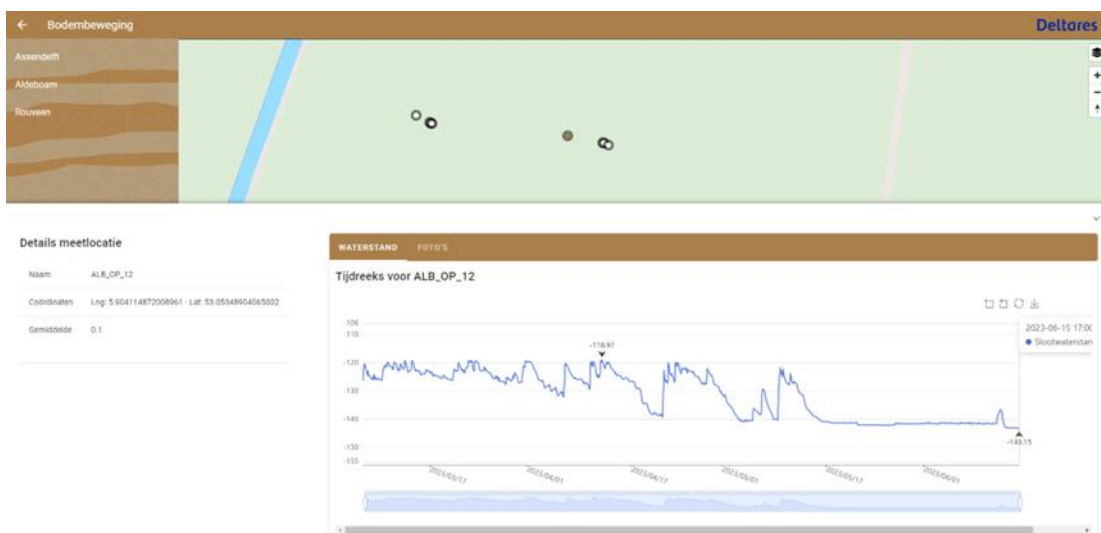 ← Bodembeweging
Deltares
Assendelft
Aldeboarn
Rouveen
Details meetlocatie
Naam ALB_OP_12
Coördinaten Lng: 5.904114872008961 - Lat: 53.05348904065002
Gemiddelde 0.1
WATERSTAND FOTO'S
Tijdreeks voor ALB_OP_12
2023-06-15 17:00
Slootwaterstan
-106
-110
-118.97
-120
-130
-140
-143.15
-150
-155
2023/03/17 2023/04/01 2023/04/17 2023/05/01 2023/05/17 2023/06/01